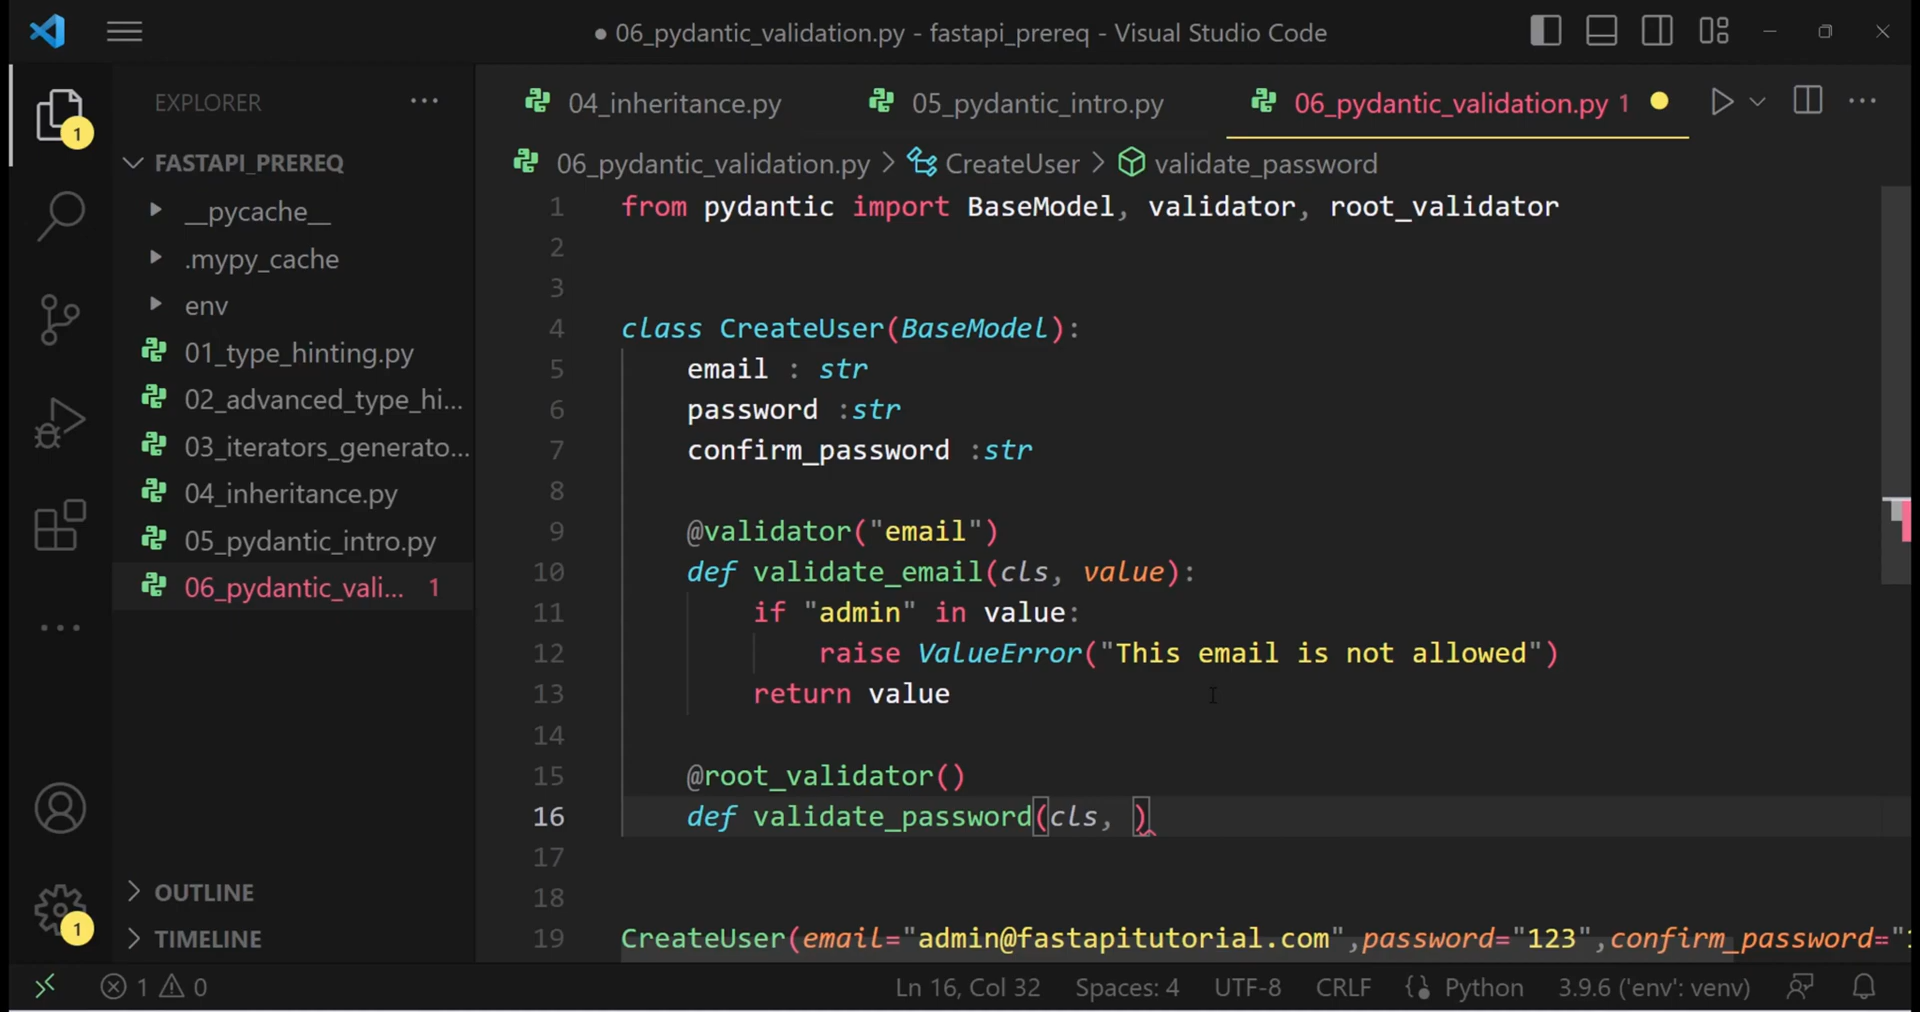 ● 06_pydantic_validation.py - fastapi_prereq - Visual Studio Code
EXPLORER
1
FASTAPI_PREREQ
__pycache__
.mypy_cache
env
01_type_hinting.py
02_advanced_type_hi...
03_iterators_generato...
04_inheritance.py
05_pydantic_intro.py
06_pydantic_vali... 1
OUTLINE
1
TIMELINE
04_inheritance.py 05_pydantic_intro.py 06_pydantic_validation.py 1
06_pydantic_validation.py > CreateUser > validate_password
1 from pydantic import BaseModel, validator, root_validator
2
3
4 class CreateUser(BaseModel):
5 email : str
6 password :str
7 confirm_password :str
8
9 @validator("email")
10 def validate_email(cls, value):
11 if "admin" in value:
12 raise ValueError("This email is not allowed")
13 return value
14
15 @root_validator()
16 def validate_password(cls, )
17
18
19 CreateUser(email="admin@fastapitutorial.com",password="123",confirm_password="
1 0 Ln 16, Col 32 Spaces: 4 UTF-8 CRLF Python 3.9.6 ('env': venv)